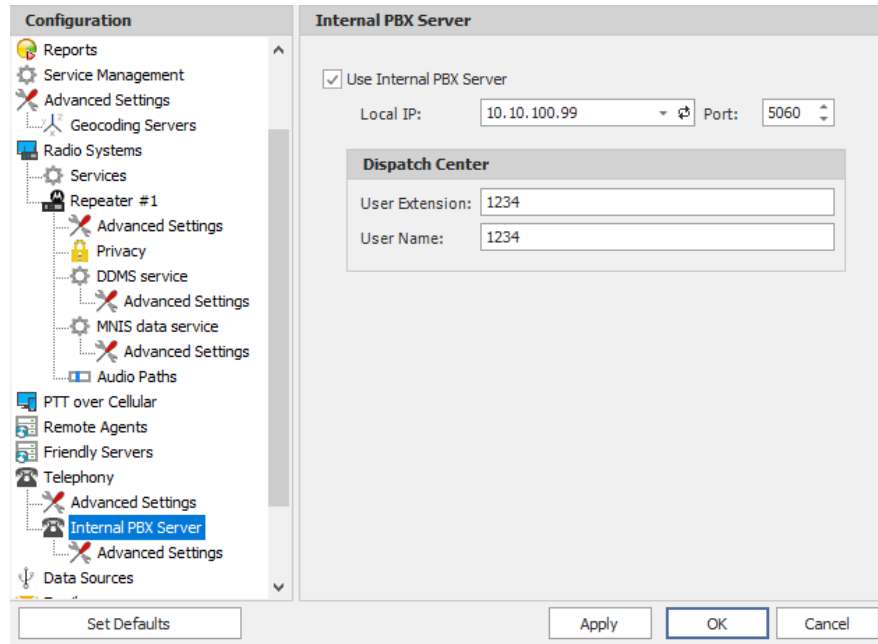 Configuration
Reports
Service Management
Advanced Settings
Geocoding Servers
Radio Systems
Services
Repeater #1
Advanced Settings
Privacy
DDMS service
Advanced Settings
MNIS data service
Advanced Settings
Audio Paths
PTT over Cellular
Remote Agents
Friendly Servers
Telephony
Advanced Settings
Internal PBX Server
Advanced Settings
Data Sources
Set Defaults
Internal PBX Server
Use Internal PBX Server
Local IP: 10.10.100.99 Port: 5060
Dispatch Center
User Extension: 1234
User Name: 1234
Apply OK Cancel